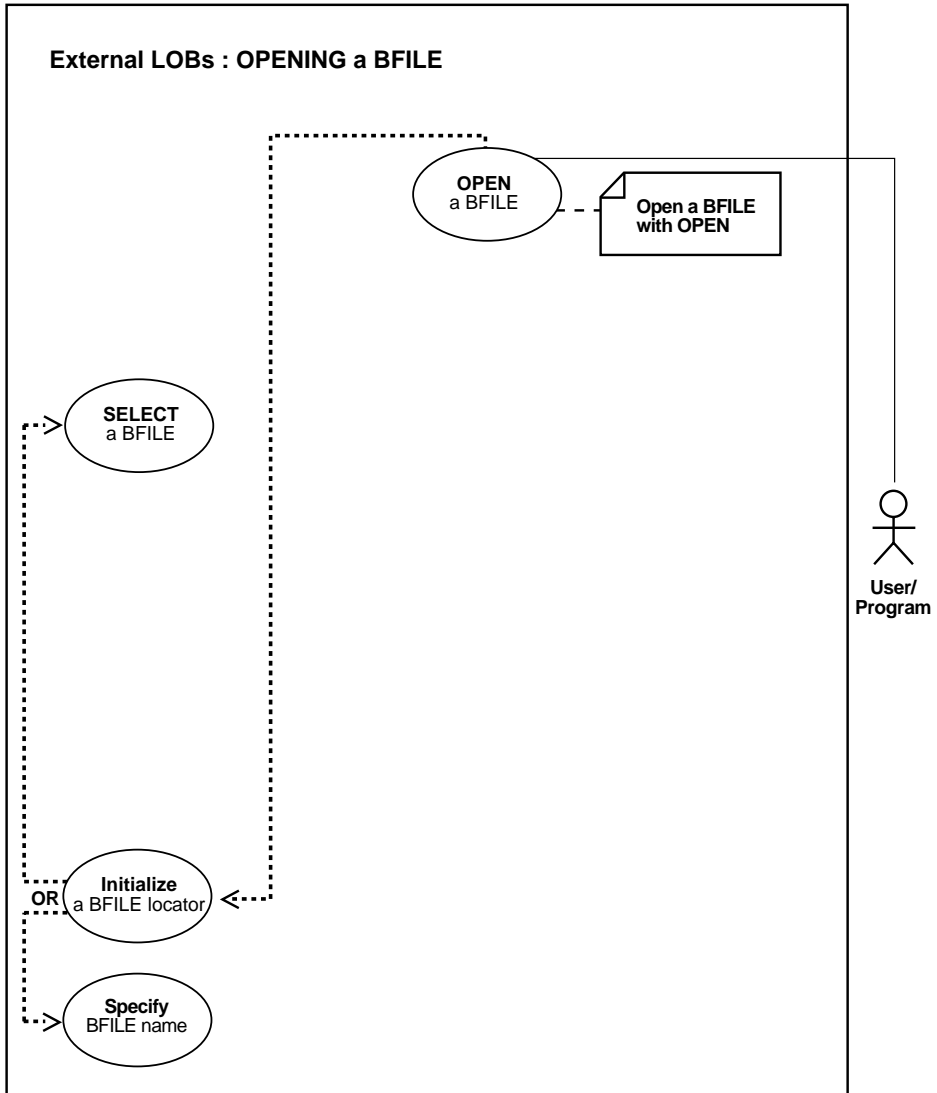 External LOBs : OPENING a BFILE
OPEN
a BFILE
Open a BFILE
with OPEN
SELECT
a BFILE
User/
Program
Initialize
OR
a BFILE locator
Specify
BFILE name